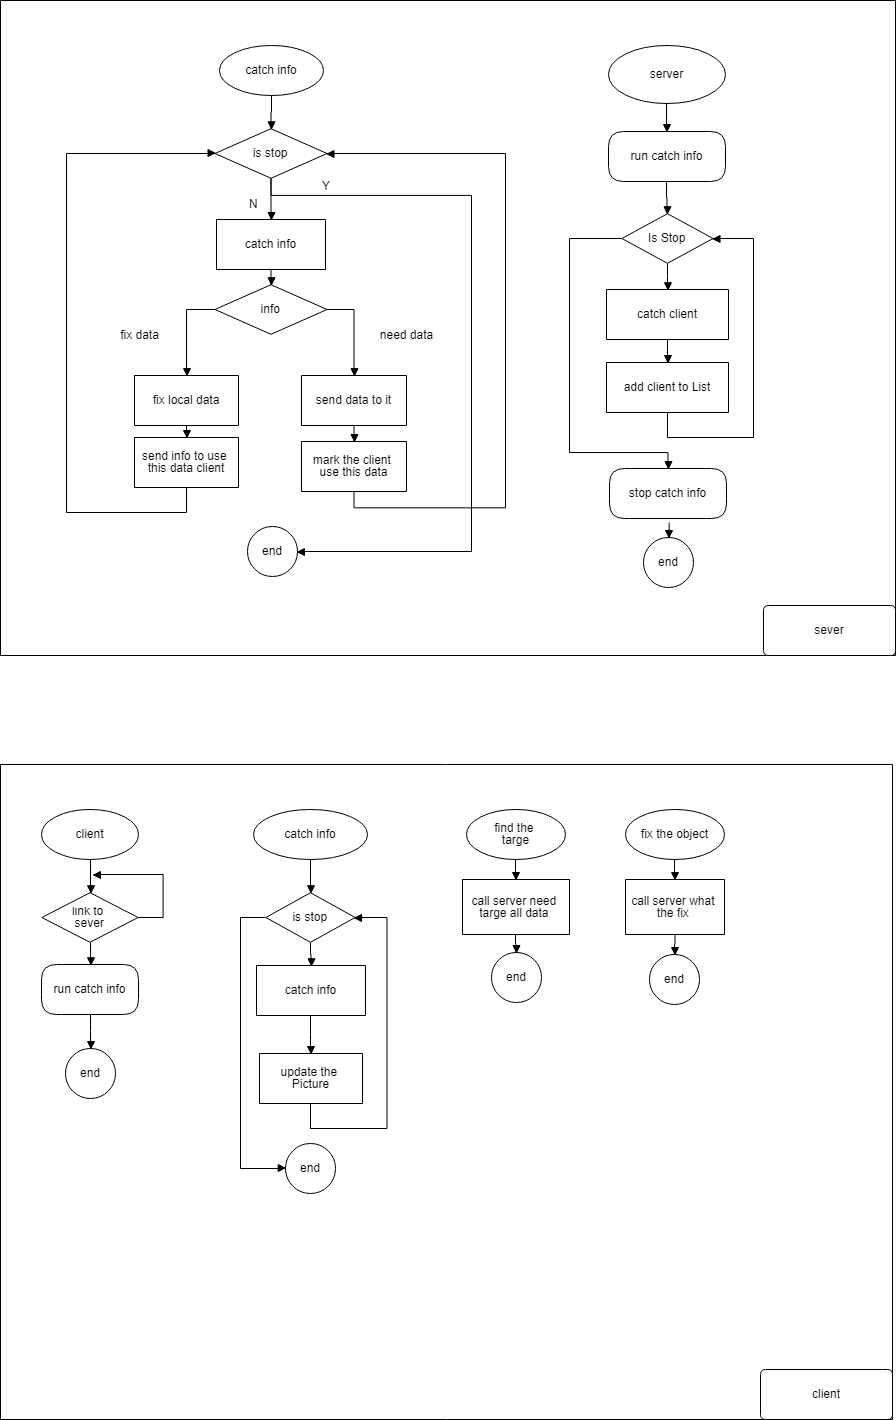 catch info
server
is stop
run catch info
Y
N
catch info
Is Stop
info
fix data
need data
catch client
fix local data
send data to it
add client to List
send info to use
this data client
mark the client
use this data
stop catch info
end
end
sever
client
catch info
find the
targe
fix the object
link to
sever
is stop
call server need
targe all data
call server what
the fix
run catch info
catch info
end
end
end
update the
Picture
end
client